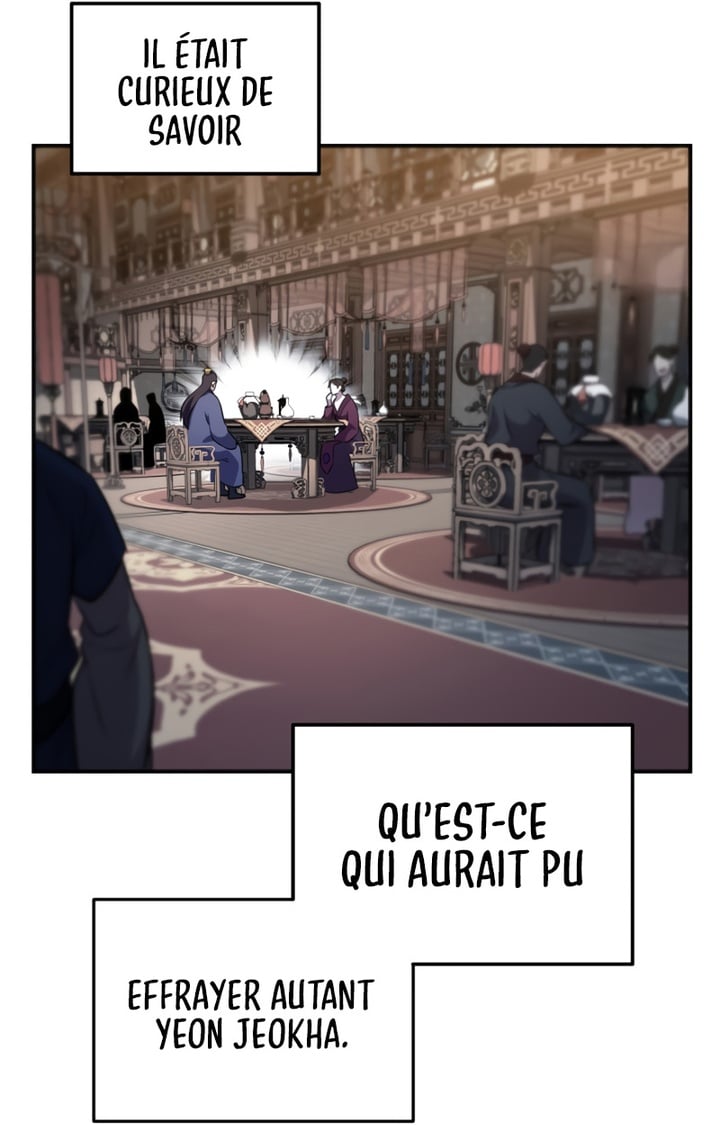 IL ÉTAIT
CURIEUX DE
SAVOIR
QU'EST-CE
QUI AURAIT PU
EFFRAYER AUTANT
YEON JEOKHA.